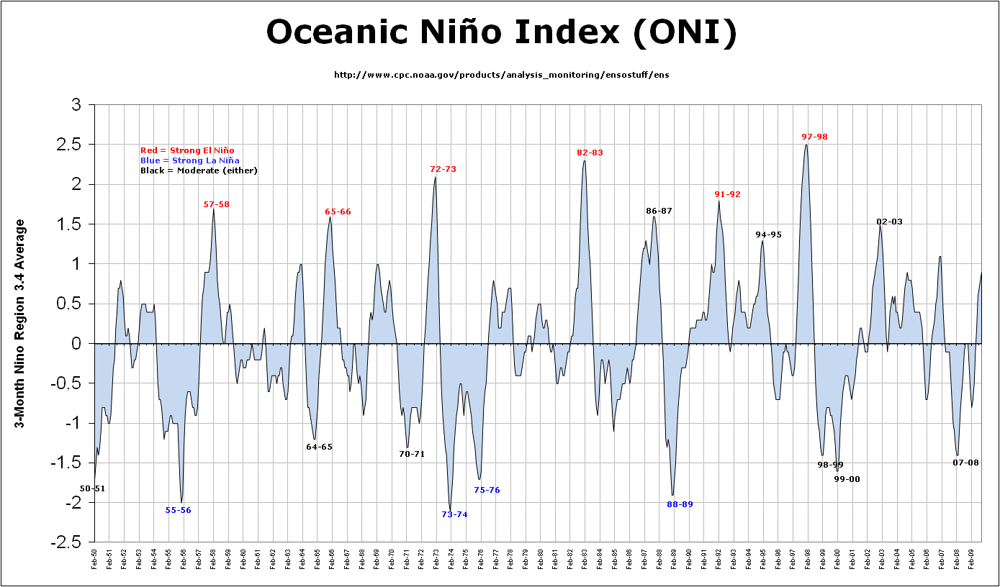 Oceanic Niño Index (ONI)
http://www.cpc.noaa.gov/products/analysis_monitoring/ensostuff/ens
3-Month Nino Region 3.4 Average
3
2.5
2
1.5
1
0.5
0
-0.5
-1
-1.5
-2
-2.5
Red = Strong El Niño
Blue = Strong La Niña
Black = Moderate (either)
50-51
55-56
57-58
64-65
65-66
70-71
72-73
73-74
75-76
82-83
86-87
88-89
91-92
94-95
97-98
98-99
99-00
02-03
07-08
Feb-50
Feb-51
Feb-52
Feb-53
Feb-54
Feb-55
Feb-56
Feb-57
Feb-58
Feb-59
Feb-60
Feb-61
Feb-62
Feb-63
Feb-64
Feb-65
Feb-66
Feb-67
Feb-68
Feb-69
Feb-70
Feb-71
Feb-72
Feb-73
Feb-74
Feb-75
Feb-76
Feb-77
Feb-78
Feb-79
Feb-80
Feb-81
Feb-82
Feb-83
Feb-84
Feb-85
Feb-86
Feb-87
Feb-88
Feb-89
Feb-90
Feb-91
Feb-92
Feb-93
Feb-94
Feb-95
Feb-96
Feb-97
Feb-98
Feb-99
Feb-00
Feb-01
Feb-02
Feb-03
Feb-04
Feb-05
Feb-06
Feb-07
Feb-08
Feb-09